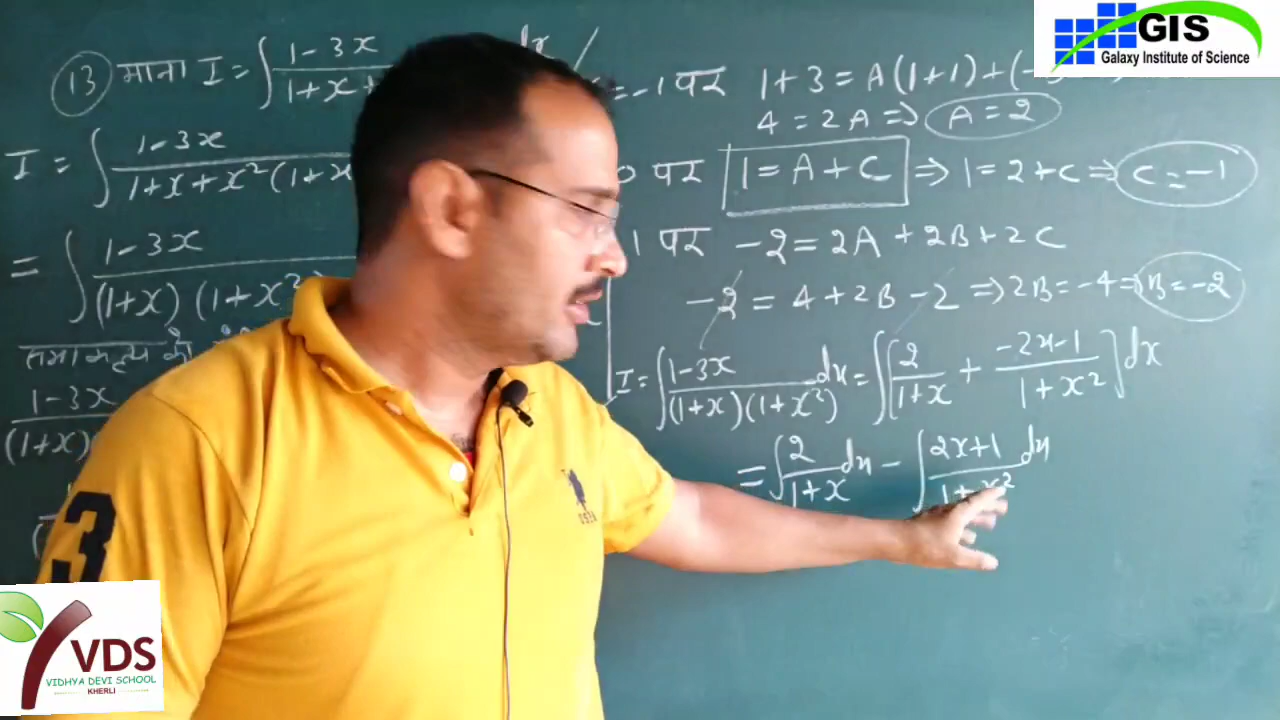 GIS
Galaxy Institute of Science
13 माना I = ∫ 1-3x / 1+x+ dx
I = ∫ 1-3x / 1+x+x²(1+x
= ∫ 1-3x / (1+x)(1+x²)
1-3x / (1+x)
=-1 पर 1+3 = A(1+1)+(-
4 = 2A ⇒ A=2
0 पर 1=A+C ⇒ 1=2+C ⇒ C=-1
1 पर -2 = 2A+2B+2C
-2 = 4+2B-2 ⇒ 2B=-4 ⇒ B=-2
I = ∫ 1-3x / (1+x)(1+x²) dx = ∫ [ 2 / 1+x + -2x-1 / 1+x² ] dx
= ∫ 2 / 1+x dx - ∫ 2x+1 / 1+x² dx
3
VDS
VIDHYA DEVI SCHOOL
KHERLI